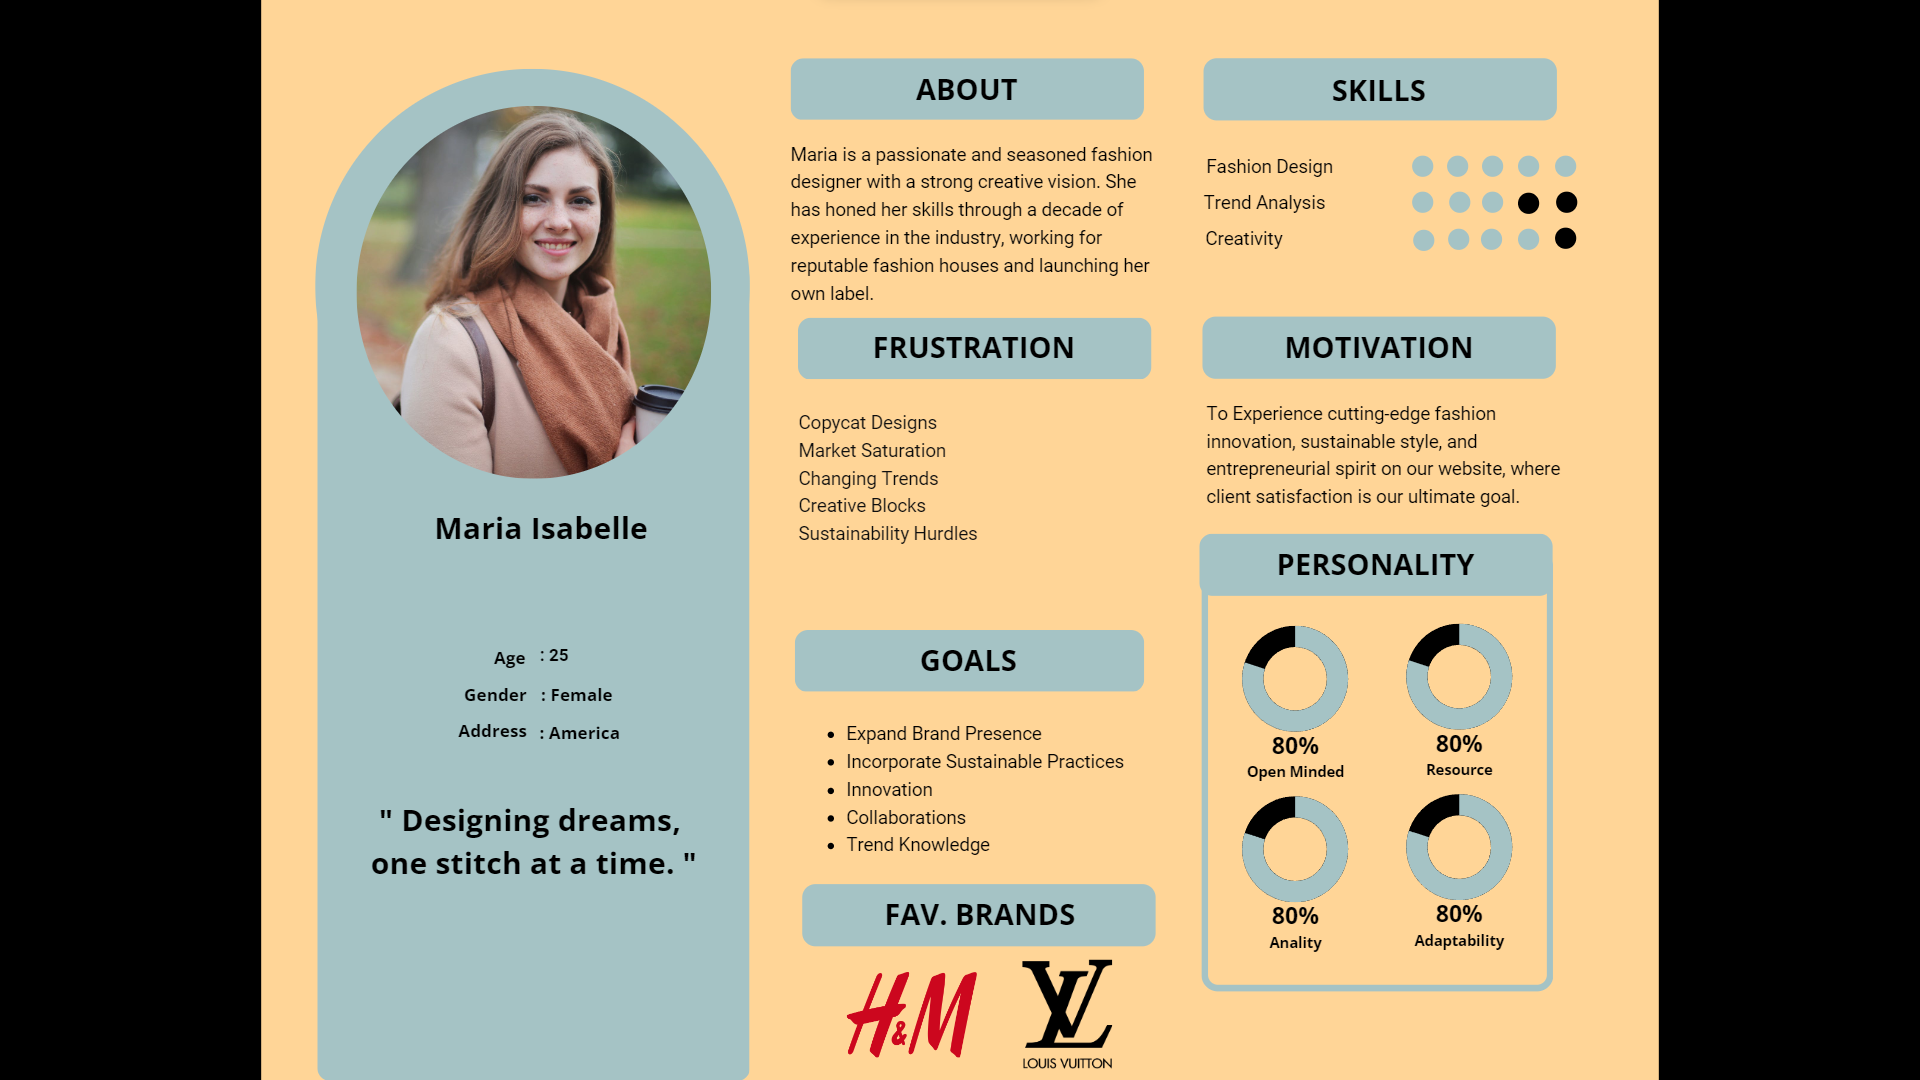 Maria Isabelle
Age : 25
Gender : Female
Address : America
" Designing dreams,
one stitch at a time. "
ABOUT
Maria is a passionate and seasoned fashion
designer with a strong creative vision. She
has honed her skills through a decade of
experience in the industry, working for
reputable fashion houses and launching her
own label.
FRUSTRATION
Copycat Designs
Market Saturation
Changing Trends
Creative Blocks
Sustainability Hurdles
GOALS
• Expand Brand Presence
• Incorporate Sustainable Practices
• Innovation
• Collaborations
• Trend Knowledge
FAV. BRANDS
H&M
LV
LOUIS VUITTON
SKILLS
Fashion Design
Trend Analysis
Creativity
MOTIVATION
To Experience cutting-edge fashion
innovation, sustainable style, and
entrepreneurial spirit on our website, where
client satisfaction is our ultimate goal.
PERSONALITY
80% 80%
Open Minded Resource
80% 80%
Anality Adaptability